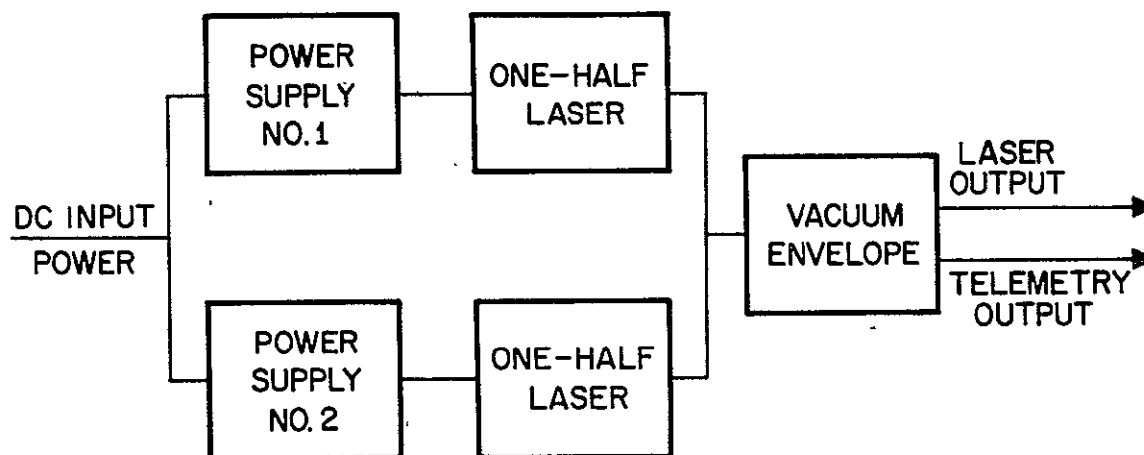 POWER
SUPPLY
NO. 1
ONE-HALF
LASER
DC INPUT
POWER
VACUUM
ENVELOPE
LASER
OUTPUT
TELEMETRY
OUTPUT
POWER
SUPPLY
NO. 2
ONE-HALF
LASER